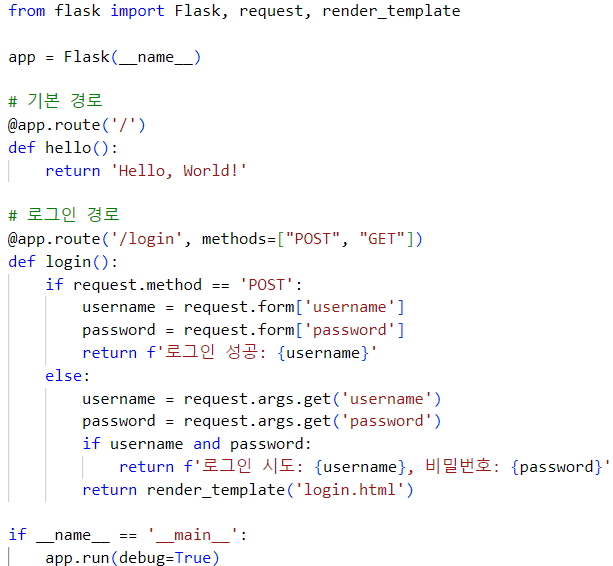 from flask import Flask, request, render_template
app = Flask(__name__)
# 기본 경로
@app.route('/')
def hello():
    return 'Hello, World!'
# 로그인 경로
@app.route('/login', methods=["POST", "GET"])
def login():
    if request.method == 'POST':
        username = request.form['username']
        password = request.form['password']
        return f'로그인 성공: {username}'
    else:
        username = request.args.get('username')
        password = request.args.get('password')
        if username and password:
            return f'로그인 시도: {username}, 비밀번호: {password}'
        return render_template('login.html')
if __name__ == '__main__':
    app.run(debug=True)